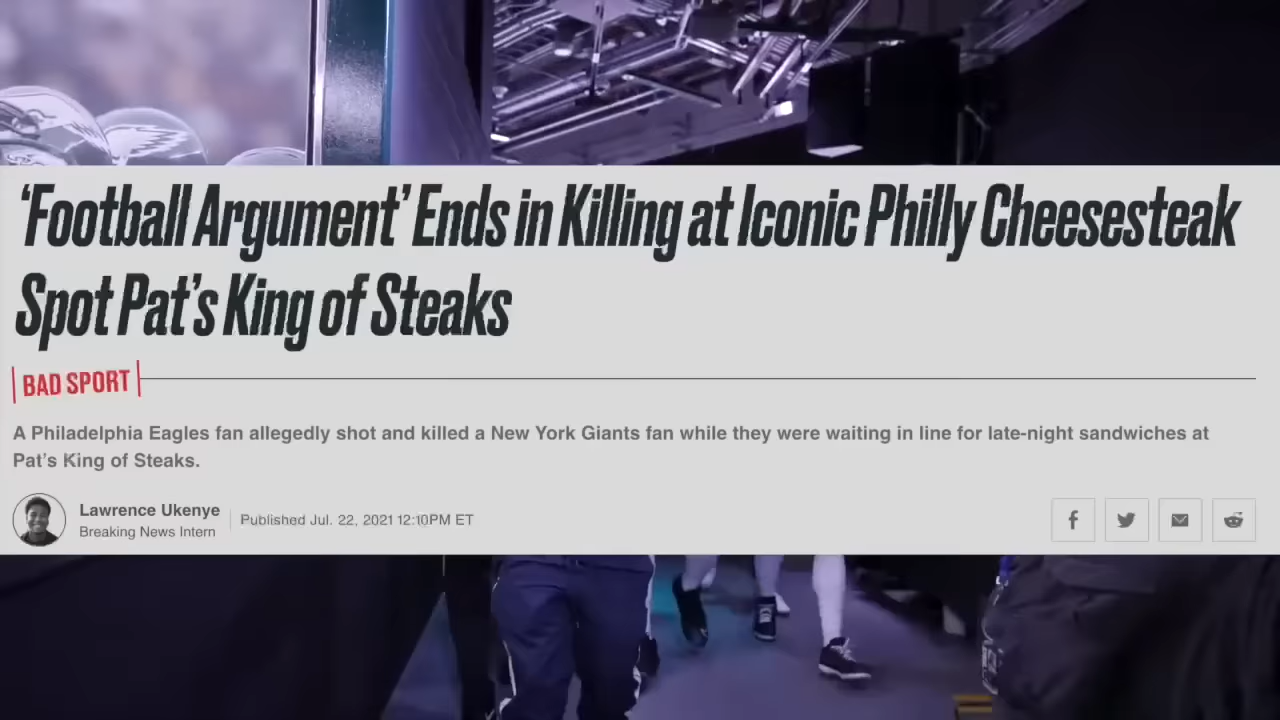 ‘Football Argument’ Ends in Killing at Iconic Philly Cheesesteak
Spot Pat’s King of Steaks
BAD SPORT
A Philadelphia Eagles fan allegedly shot and killed a New York Giants fan while they were waiting in line for late-night sandwiches at
Pat’s King of Steaks.
Lawrence Ukenye
Breaking News Intern
Published Jul. 22, 2021 12:10PM ET